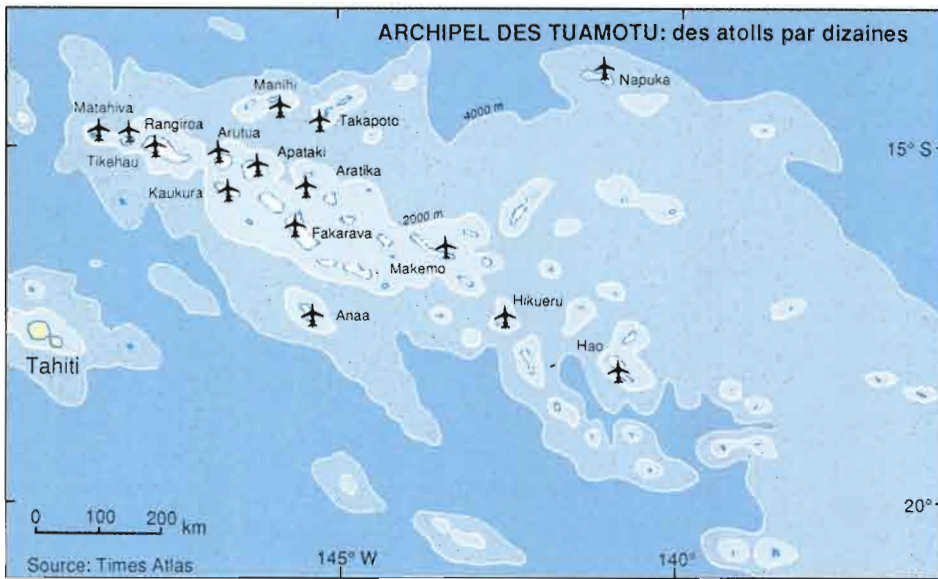 ARCHIPEL DES TUAMOTU: des atolls par dizaines
Napuka
Manihi
Takapoto
4000 m
Matahiva
Rangiroa
Tikehau
Arutua
Apataki
Aratika
Kaukura
15° S
2000 m
Fakarava
Makemo
Anaa
Hikueru
Hao
Tahiti
20°
0 100 200 km
145° W
140°
Source: Times Atlas